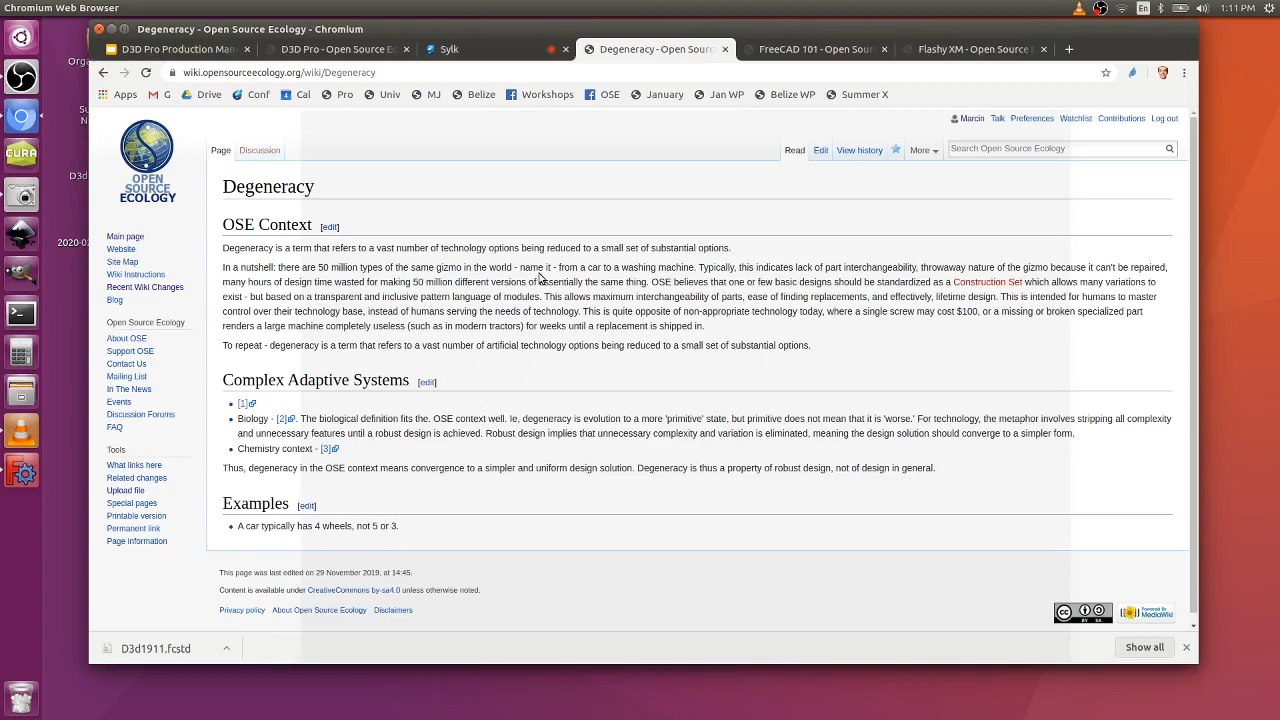 Chromium Web Browser
En
1:11 PM
Degeneracy - Open Source Ecology - Chromium
D3D Pro Production Man
D3D Pro - Open Source Ec
Sylk
Degeneracy - Open Sourc
FreeCAD 101 - Open Sour
Flashy XM - Open Source E
wiki.opensourceecology.org/wiki/Degeneracy
Apps
G
Drive
Conf
Cal
Pro
Univ
MJ
Belize
Workshops
OSE
January
Jan WP
Belize WP
Summer X
Marcin Talk Preferences Watchlist Contributions Log out
Page Discussion
Read Edit View history More
Search Open Source Ecology
OPEN
SOURCE
ECOLOGY
Main page
Website
Site Map
Wiki Instructions
Recent Wiki Changes
Blog
Open Source Ecology
About OSE
Support OSE
Contact Us
Mailing List
In The News
Events
Discussion Forums
FAQ
Tools
What links here
Related changes
Upload file
Special pages
Printable version
Permanent link
Page information
Degeneracy
OSE Context [edit]
Degeneracy is a term that refers to a vast number of technology options being reduced to a small set of substantial options.
In a nutshell: there are 50 million types of the same gizmo in the world - name it - from a car to a washing machine. Typically, this indicates lack of part interchangeability, throwaway nature of the gizmo because it can't be repaired,
many hours of design time wasted for making 50 million different versions of essentially the same thing. OSE believes that one or few basic designs should be standardized as a Construction Set which allows many variations to
exist - but based on a transparent and inclusive pattern language of modules. This allows maximum interchangeability of parts, ease of finding replacements, and effectively, lifetime design. This is intended for humans to master
control over their technology base, instead of humans serving the needs of technology. This is quite opposite of non-appropriate technology today, where a single screw may cost $100, or a missing or broken specialized part
renders a large machine completely useless (such as in modern tractors) for weeks until a replacement is shipped in.
To repeat - degeneracy is a term that refers to a vast number of artificial technology options being reduced to a small set of substantial options.
Complex Adaptive Systems [edit]
[1]
Biology - [2]. The biological definition fits the. OSE context well. Ie, degeneracy is evolution to a more 'primitive' state, but primitive does not mean that it is 'worse.' For technology, the metaphor involves stripping all complexity
and unnecessary features until a robust design is achieved. Robust design implies that unnecessary complexity and variation is eliminated, meaning the design solution should converge to a simpler form.
Chemistry context - [3]
Thus, degeneracy in the OSE context means convergence to a simpler and uniform design solution. Degeneracy is thus a property of robust design, not of design in general.
Examples [edit]
A car typically has 4 wheels, not 5 or 3.
This page was last edited on 29 November 2019, at 14:45.
Content is available under CreativeCommons by-sa4.0 unless otherwise noted.
Privacy policy About Open Source Ecology Disclaimers
cc
BY SA
Powered By
MediaWiki
D3d1911.fcstd
Show all
CURA
Orga
Su
N
D3d
2020-02